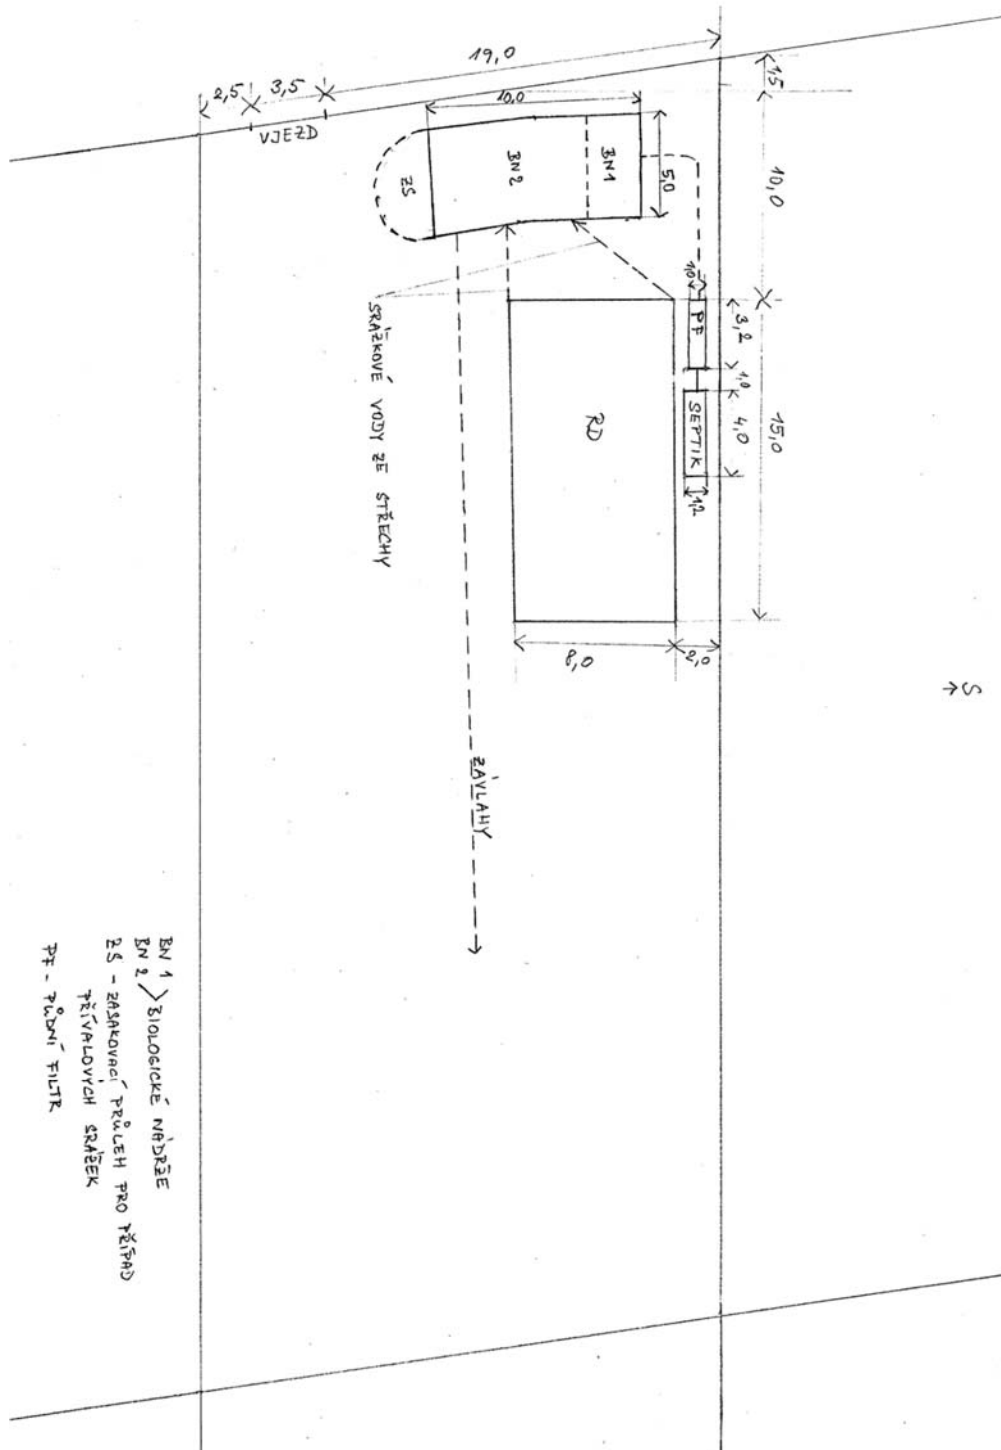 19,0
3,5
2,5
VJEZD
1,5
10,0
10,0
5,0
BN1
BN2
ZS
1,0
PF
3,2
1,0
SEPTIK
4,0
1,2
15,0
RD
8,0
2,0
SRÁŽKOVÉ VODY ZE STŘECHY
ZÁVLAHY
S
BN 1
BN 2 > BIOLOGICKÉ NÁDRŽE
ZS - ZASAKOVACÍ PRŮLEH PRO PŘÍPAD
PŘÍVALOVÝCH SRÁŽEK
PF - PŮDNÍ FILTR